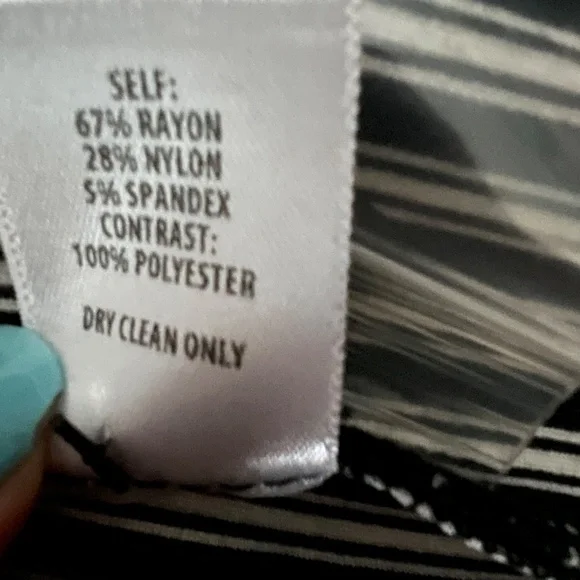 SELF:
67% RAYON
28% NYLON
5% SPANDEX
CONTRAST:
100% POLYESTER
DRY CLEAN ONLY